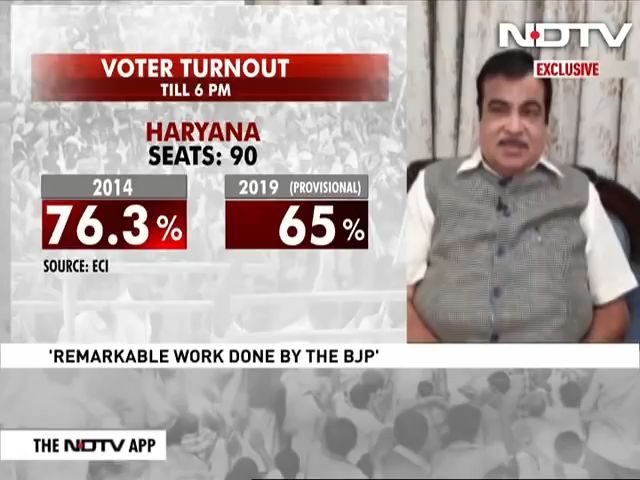 VOTER TURNOUT
TILL 6 PM
HARYANA
SEATS: 90
2014
76.3%
2019 (PROVISIONAL)
65%
SOURCE: ECI
NDTV
EXCLUSIVE
'REMARKABLE WORK DONE BY THE BJP'
THE NDTV APP